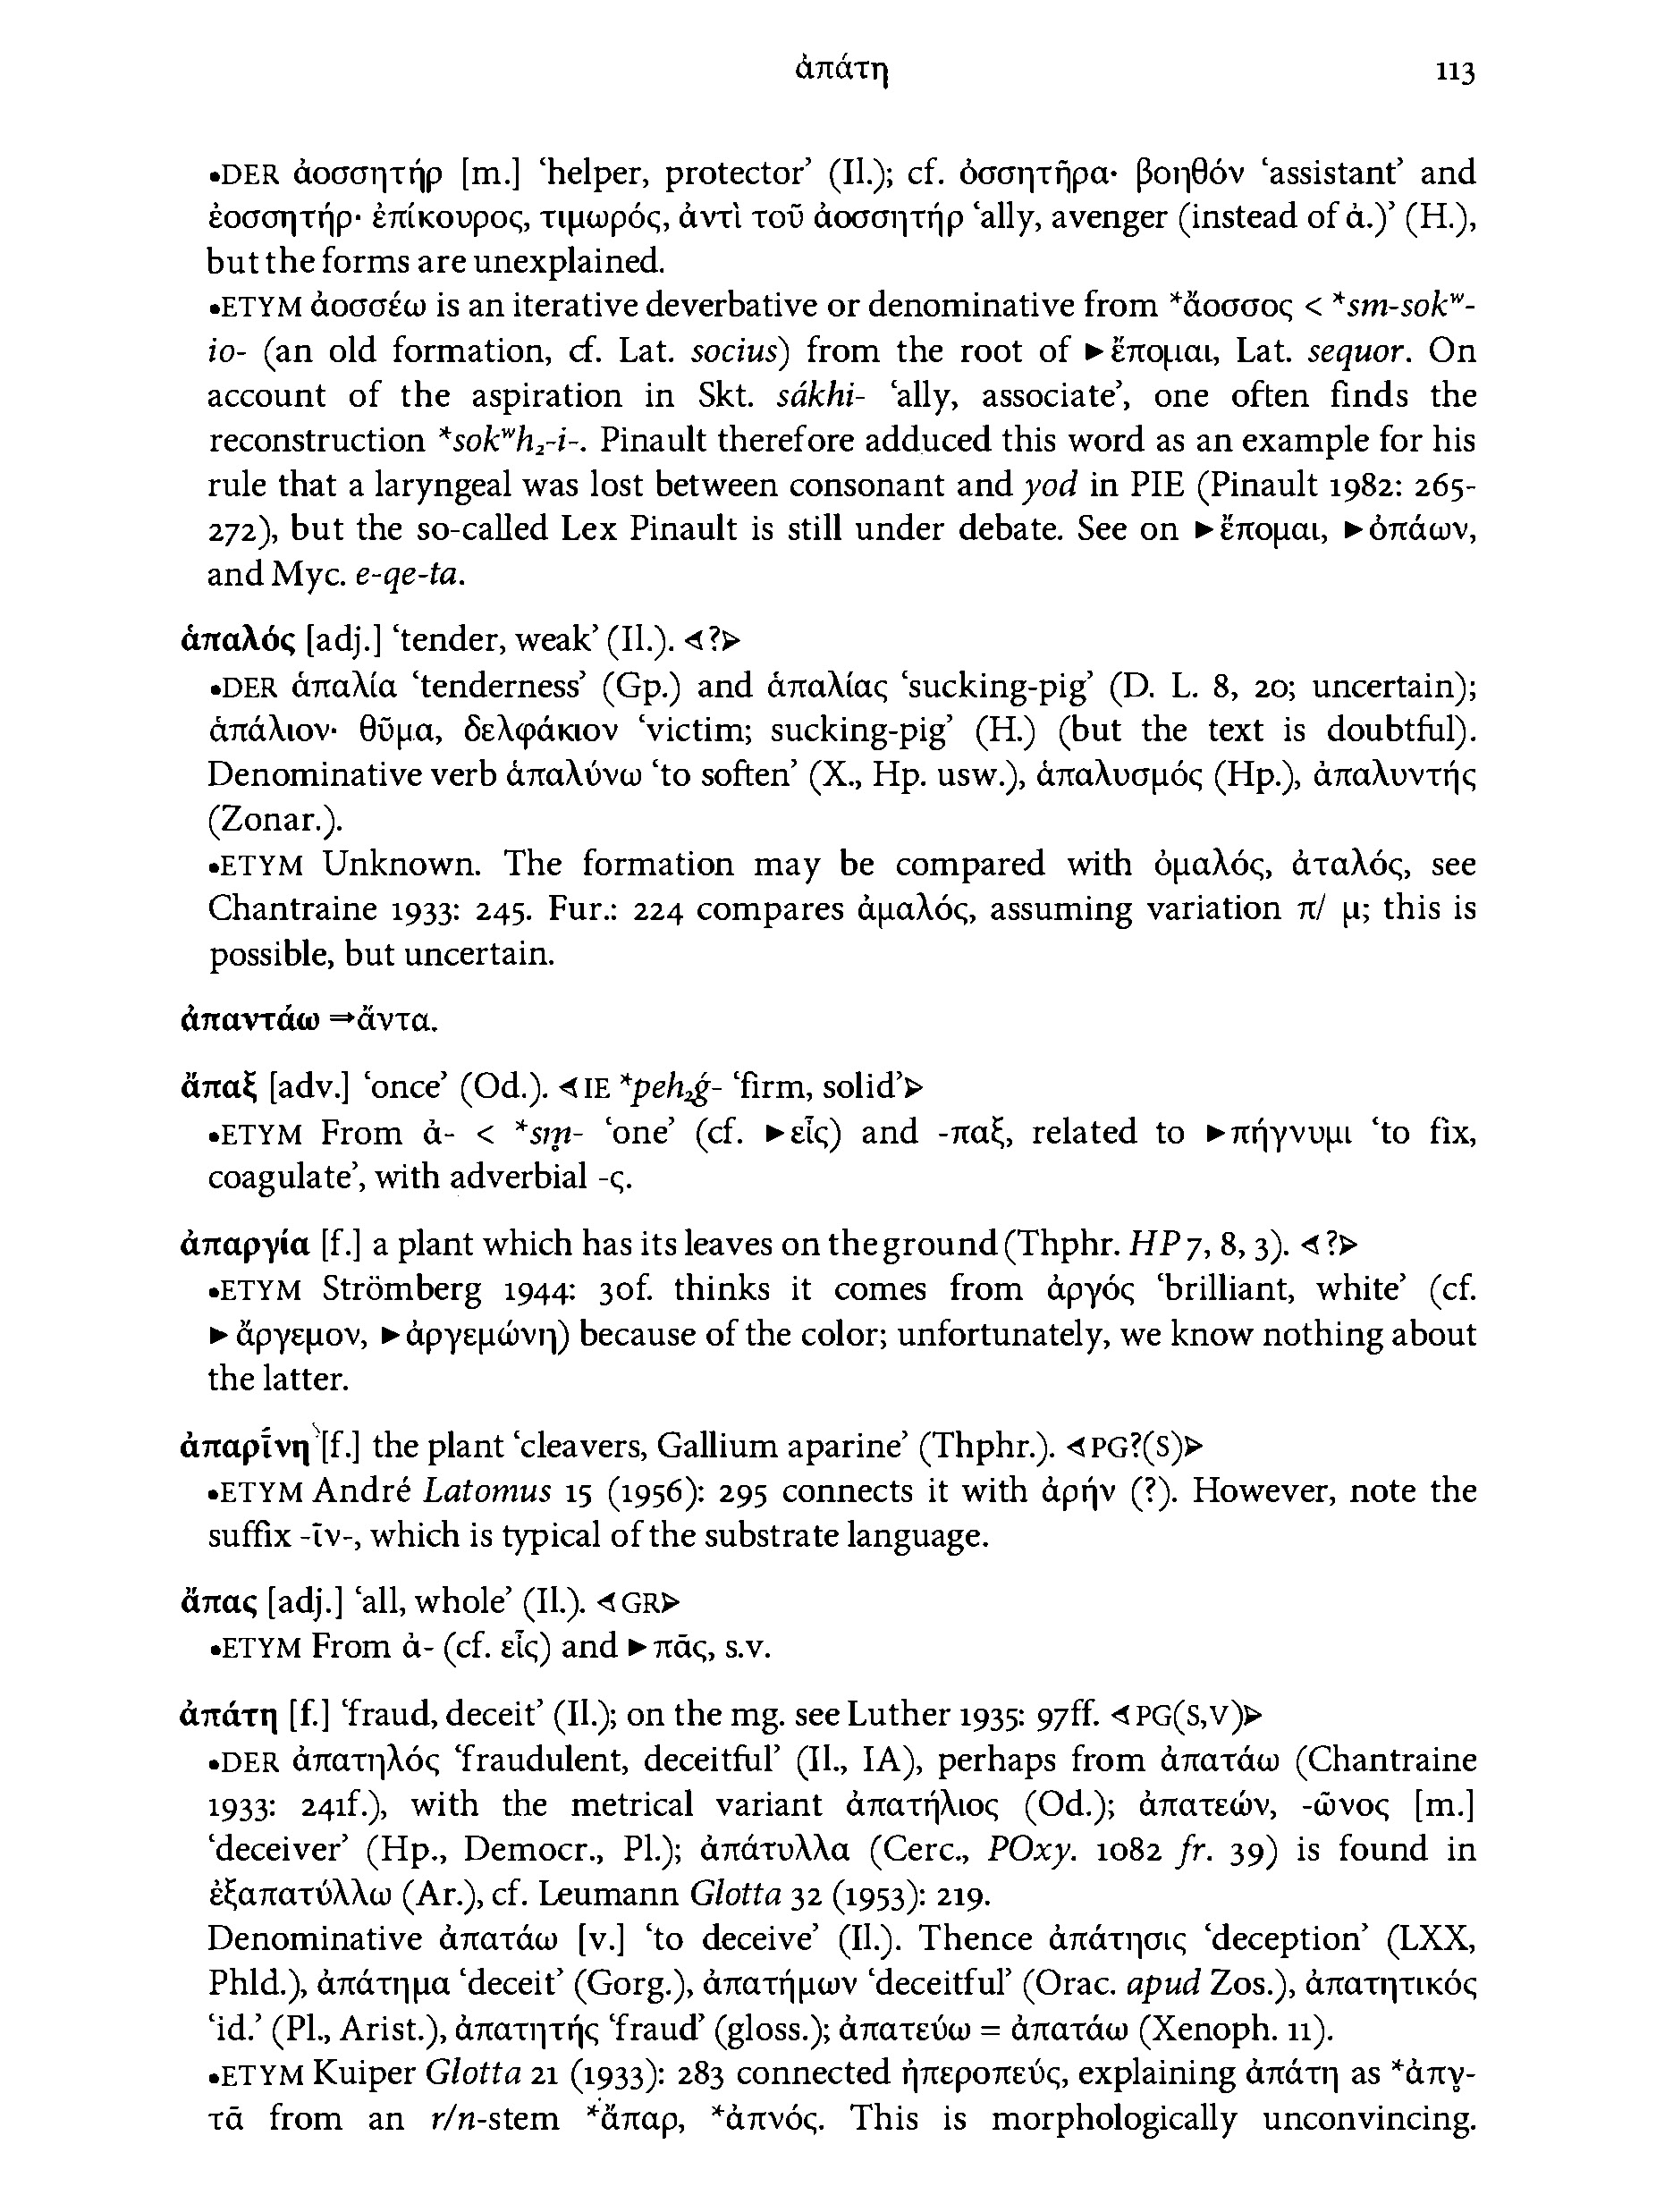 ἀπάτη 113
•DER ἀοσσητήρ [m.] ‘helper, protector’ (Il.); cf. ὀσσητῆρα· βοηθόν ‘assistant’ and
ἐοσσητήρ· ἐπίκουρος, τιμωρός, ἀντὶ τοῦ ἀοσσητήρ ‘ally, avenger (instead of ἀ.)’ (H.),
but the forms are unexplained.
•ETYM ἀοσσέω is an iterative deverbative or denominative from *ἄοσσος < *sm-sokʷ-
io- (an old formation, cf. Lat. socius) from the root of ►ἕπομαι, Lat. sequor. On
account of the aspiration in Skt. sákhi- ‘ally, associate’, one often finds the
reconstruction *sokʷh₂-i-. Pinault therefore adduced this word as an example for his
rule that a laryngeal was lost between consonant and yod in PIE (Pinault 1982: 265-
272), but the so-called Lex Pinault is still under debate. See on ►ἕπομαι, ►ὀπάων,
and Myc. e-qe-ta.
ἁπαλός [adj.] ‘tender, weak’ (Il.). ◄?►
•DER ἁπαλία ‘tenderness’ (Gp.) and ἁπαλίας ‘sucking-pig’ (D. L. 8, 20; uncertain);
ἁπάλιον· θῦμα, δελφάκιον ‘victim; sucking-pig’ (H.) (but the text is doubtful).
Denominative verb ἁπαλύνω ‘to soften’ (X., Hp. usw.), ἁπαλυσμός (Hp.), ἁπαλυντής
(Zonar.).
•ETYM Unknown. The formation may be compared with ὁμαλός, ἀταλός, see
Chantraine 1933: 245. Fur.: 224 compares ἀμαλός, assuming variation π/ μ; this is
possible, but uncertain.
ἀπαντάω ⇒ἄντα.
ἅπαξ [adv.] ‘once’ (Od.). ◄IE *peh₂ǵ- ‘firm, solid’►
•ETYM From ἁ- < *sm̥- ‘one’ (cf. ►εἷς) and -παξ, related to ►πήγνυμι ‘to fix,
coagulate’, with adverbial -ς.
ἀπαργία [f.] a plant which has its leaves on the ground (Thphr. HP 7, 8, 3). ◄?►
•ETYM Strömberg 1944: 30f. thinks it comes from ἀργός ‘brilliant, white’ (cf.
►ἄργεμον, ►ἀργεμώνη) because of the color; unfortunately, we know nothing about
the latter.
ἀπαρί̄νη [f.] the plant ‘cleavers, Gallium aparine’ (Thphr.). ◄PG?(S)►
•ETYM André Latomus 15 (1956): 295 connects it with ἀρήν (?). However, note the
suffix -ῑν-, which is typical of the substrate language.
ἅπας [adj.] ‘all, whole’ (Il.). ◄GR►
•ETYM From ἁ- (cf. εἷς) and ►πᾶς, s.v.
ἀπάτη [f.] ‘fraud, deceit’ (Il.); on the mg. see Luther 1935: 97ff. ◄PG(S,V)►
•DER ἀπατηλός ‘fraudulent, deceitful’ (Il., IA), perhaps from ἀπατάω (Chantraine
1933: 241f.), with the metrical variant ἀπατήλιος (Od.); ἀπατεών, -ῶνος [m.]
‘deceiver’ (Hp., Democr., Pl.); ἀπάτυλλα (Cerc., POxy. 1082 fr. 39) is found in
ἐξαπατύλλω (Ar.), cf. Leumann Glotta 32 (1953): 219.
Denominative ἀπατάω [v.] ‘to deceive’ (Il.). Thence ἀπάτησις ‘deception’ (LXX,
Phld.), ἀπάτημα ‘deceit’ (Gorg.), ἀπατήμων ‘deceitful’ (Orac. apud Zos.), ἀπατητικός
‘id.’ (Pl., Arist.), ἀπατητής ‘fraud’ (gloss.); ἀπατεύω = ἀπατάω (Xenoph. 11).
•ETYM Kuiper Glotta 21 (1933): 283 connected ἠπεροπεύς, explaining ἀπάτη as *ἀπν̥-
τᾱ from an r/n-stem *ἄπαρ, *ἀπνός. This is morphologically unconvincing.